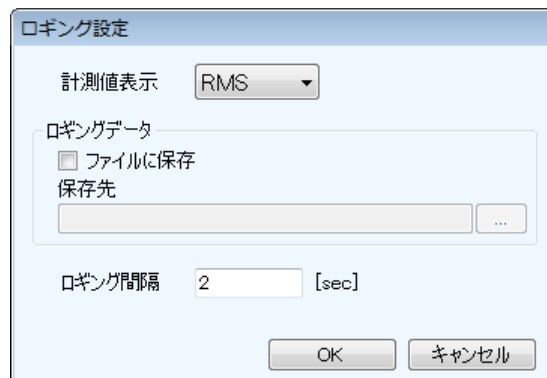 ロギング設定
計測値表示 RMS
ロギングデータ
ファイルに保存
保存先
...
ロギング間隔 2 [sec]
OK キャンセル